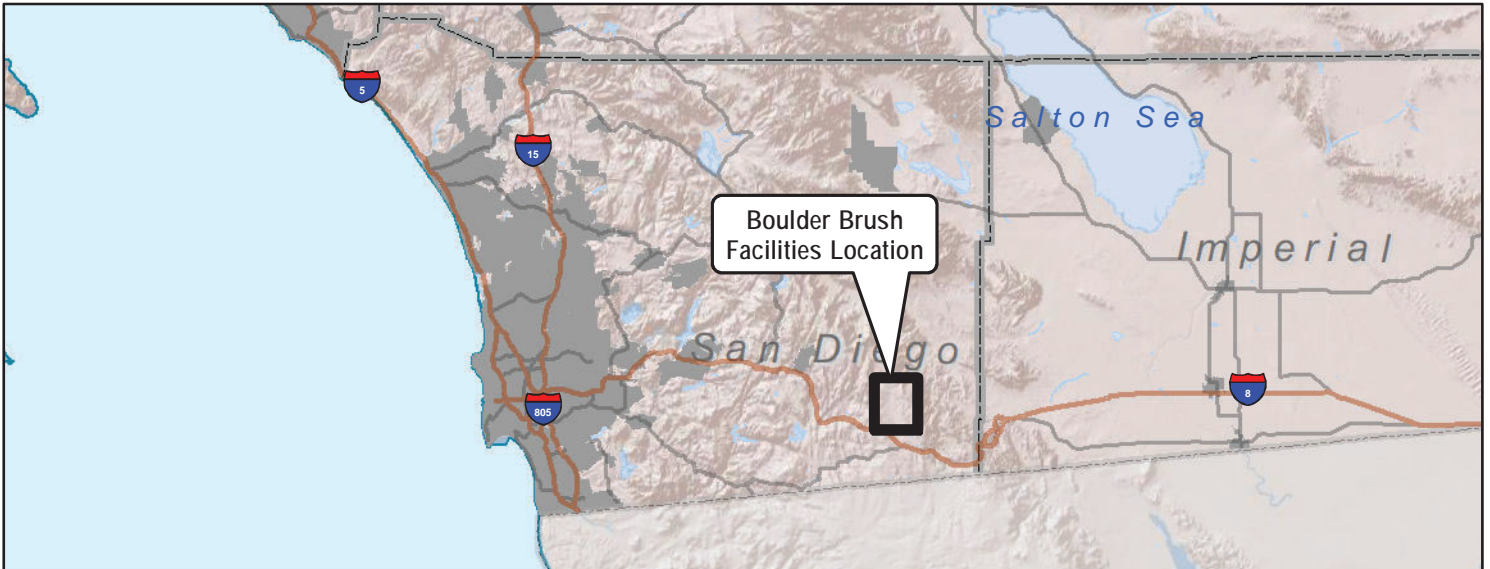 5
15
Salton Sea
Boulder Brush
Facilities Location
Imperial
San Diego
8
805